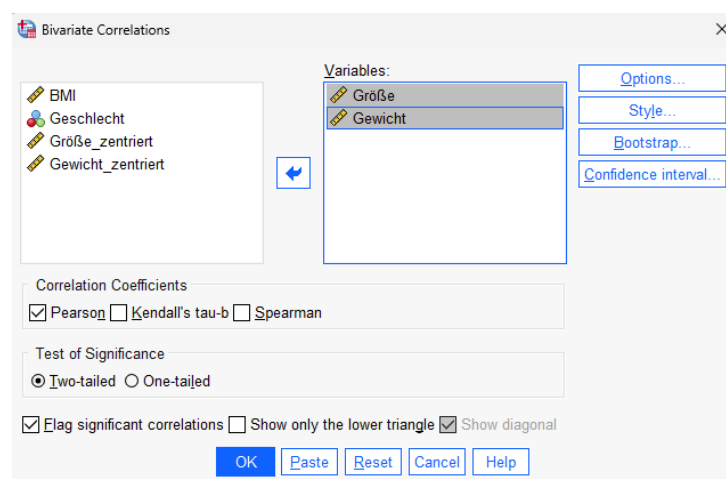 Bivariate Correlations
BMI
Geschlecht
Größe_zentriert
Gewicht_zentriert
Variables:
Größe
Gewicht
Options...
Style...
Bootstrap...
Confidence interval...
Correlation Coefficients
Pearson Kendall's tau-b Spearman
Test of Significance
Two-tailed One-tailed
Flag significant correlations Show only the lower triangle Show diagonal
OK Paste Reset Cancel Help